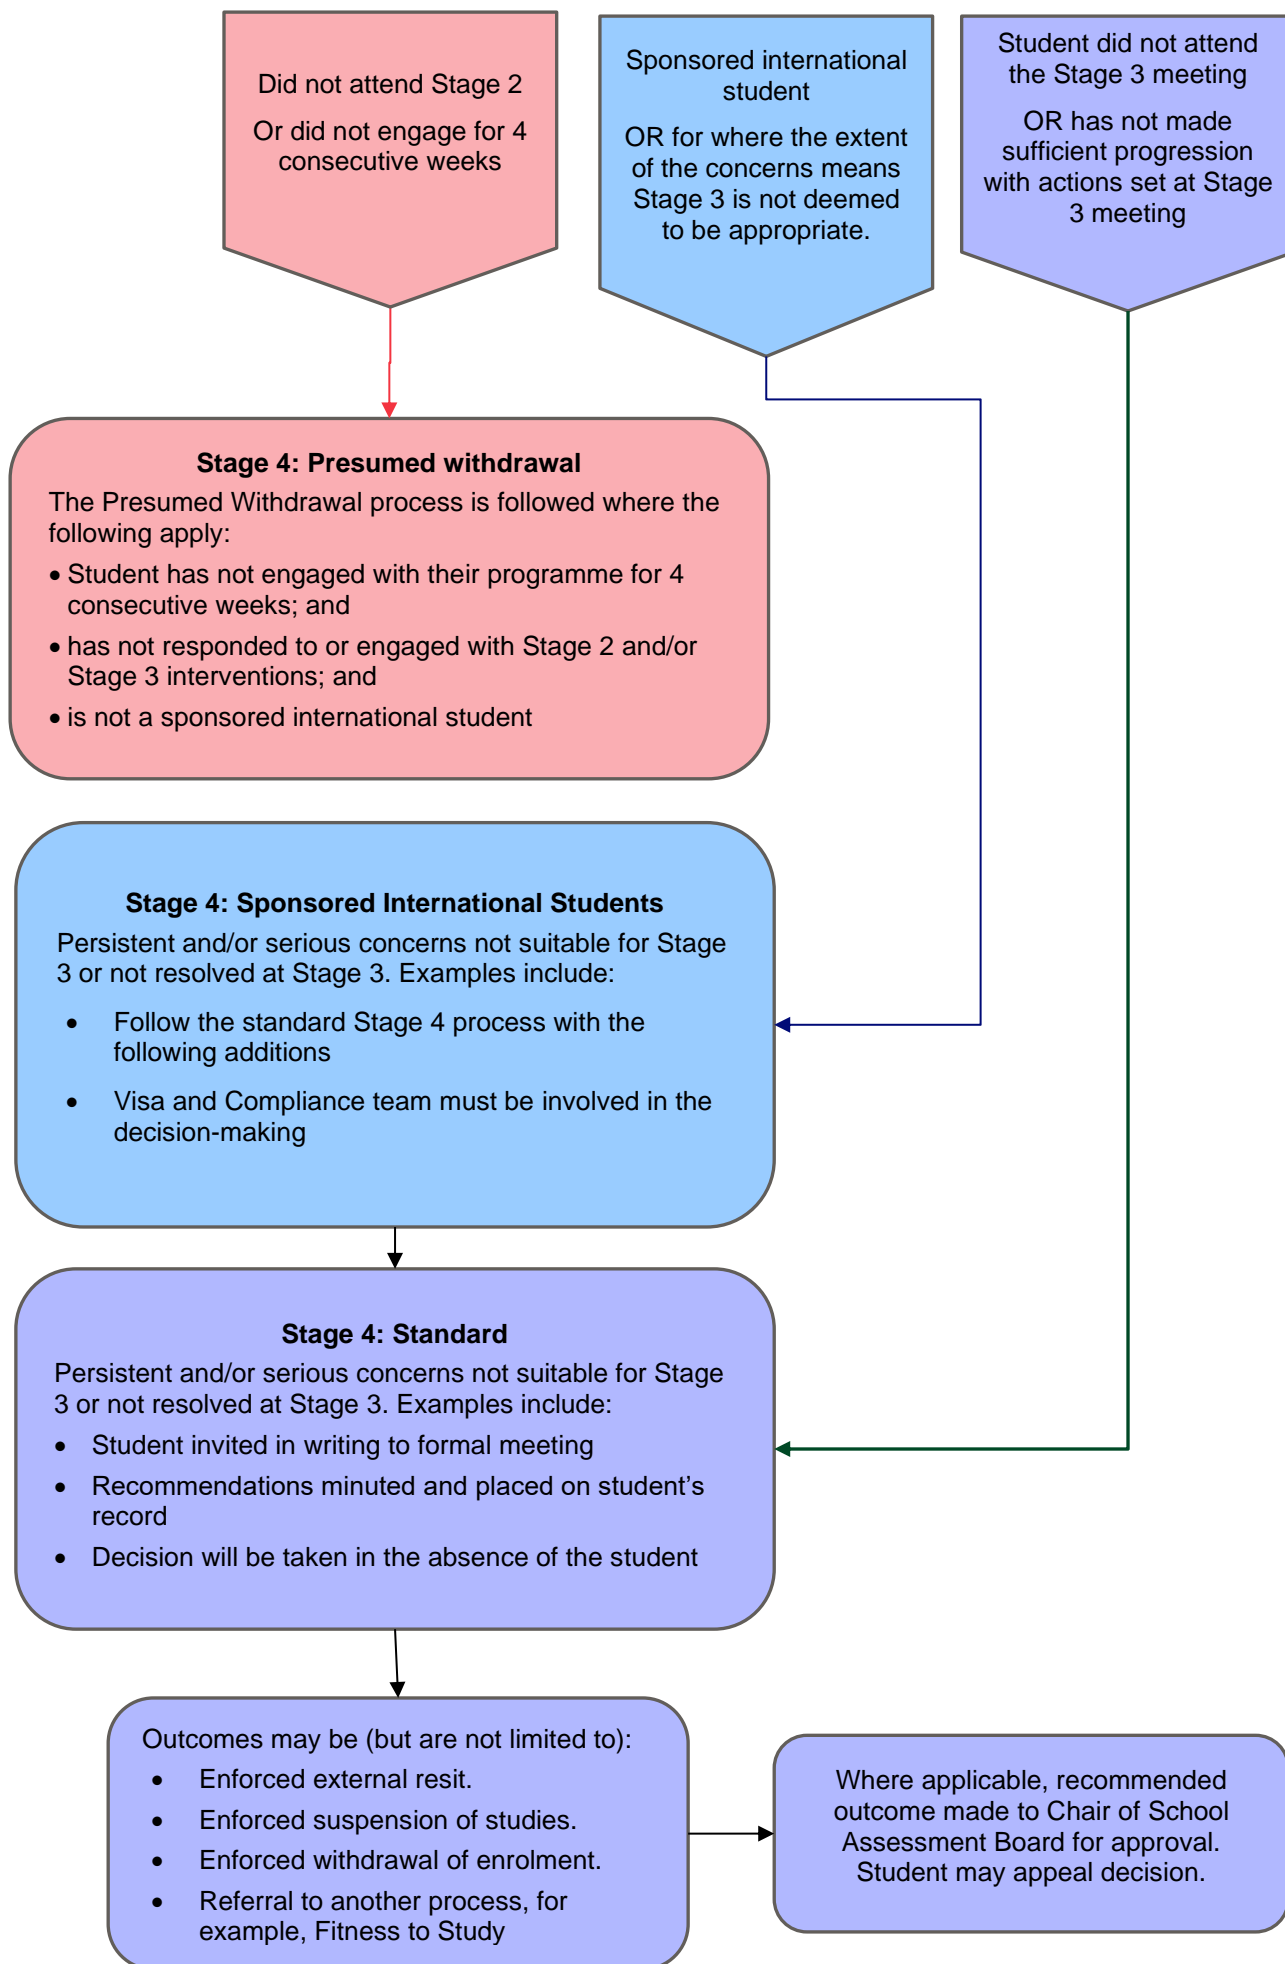 Did not attend Stage 2
Or did not engage for 4
consecutive weeks
Sponsored international
student
OR for where the extent
of the concerns means
Stage 3 is not deemed
to be appropriate.
Student did not attend
the Stage 3 meeting
OR has not made
sufficient progression
with actions set at Stage
3 meeting
Stage 4: Presumed withdrawal
The Presumed Withdrawal process is followed where the
following apply:
• Student has not engaged with their programme for 4
consecutive weeks; and
• has not responded to or engaged with Stage 2 and/or
Stage 3 interventions; and
• is not a sponsored international student
Stage 4: Sponsored International Students
Persistent and/or serious concerns not suitable for Stage
3 or not resolved at Stage 3. Examples include:
• Follow the standard Stage 4 process with the
following additions
• Visa and Compliance team must be involved in the
decision-making
Stage 4: Standard
Persistent and/or serious concerns not suitable for Stage
3 or not resolved at Stage 3. Examples include:
• Student invited in writing to formal meeting
• Recommendations minuted and placed on student’s
record
• Decision will be taken in the absence of the student
Outcomes may be (but are not limited to):
• Enforced external resit.
• Enforced suspension of studies.
• Enforced withdrawal of enrolment.
• Referral to another process, for
example, Fitness to Study
Where applicable, recommended
outcome made to Chair of School
Assessment Board for approval.
Student may appeal decision.